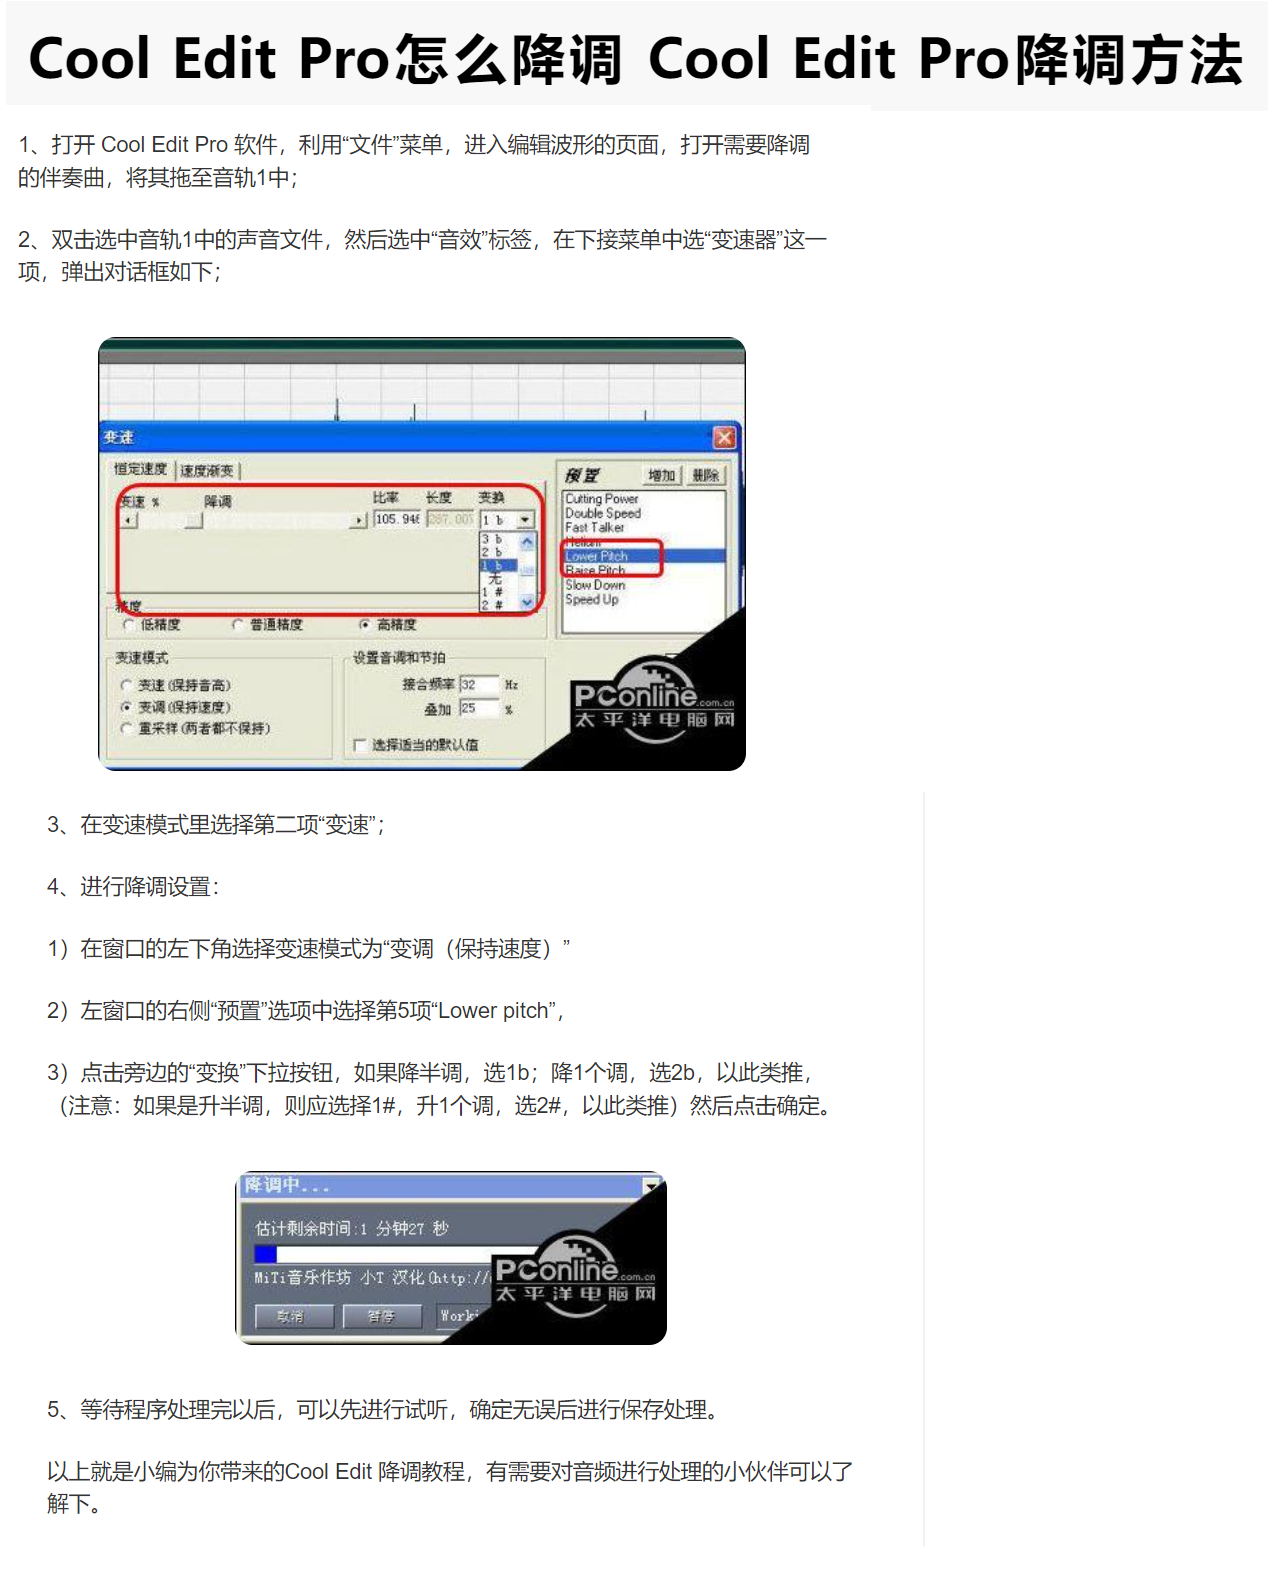 Cool Edit Pro怎么降调 Cool Edit Pro降调方法
1、打开 Cool Edit Pro 软件，利用“文件”菜单，进入编辑波形的页面，打开需要降调
的伴奏曲，将其拖至音轨1中；
2、双击选中音轨1中的声音文件，然后选中“音效”标签，在下接菜单中选“变速器”这一
项，弹出对话框如下；
变速
恒定速度 速度渐变
变速 % 降调 比率 长度 变换
105.946 1 b
3 b
2 b
1 b
无
1 #
2 #
预置 增加 删除
Cutting Power
Double Speed
Fast Talker
Helium
Lower Pitch
Raise Pitch
Slow Down
Speed Up
精度
低精度 普通精度 高精度
变速模式
变速(保持音高)
变调(保持速度)
重采样(两者都不保持)
设置音调和节拍
接合频率 32 Hz
叠加 25 %
选择适当的默认值
PConline.com.cn
太平洋电脑网
3、在变速模式里选择第二项“变速”；
4、进行降调设置：
1）在窗口的左下角选择变速模式为“变调（保持速度）”
2）左窗口的右侧“预置”选项中选择第5项“Lower pitch”，
3）点击旁边的“变换”下拉按钮，如果降半调，选1b；降1个调，选2b，以此类推，
（注意：如果是升半调，则应选择1#，升1个调，选2#，以此类推）然后点击确定。
降调中...
估计剩余时间:1 分钟27 秒
MiTi音乐作坊 小T 汉化(http://
取消 暂停 Worki
PConline.com.cn
太平洋电脑网
5、等待程序处理完以后，可以先进行试听，确定无误后进行保存处理。
以上就是小编为你带来的Cool Edit 降调教程，有需要对音频进行处理的小伙伴可以了
解下。